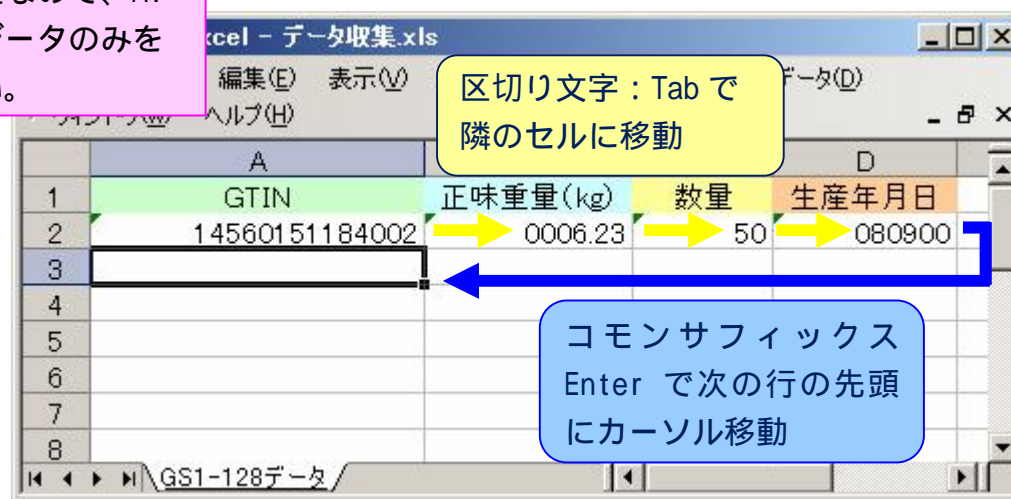 ータのみを
xcel - データ収集.xls
編集(E) 表示(V)
データ(D)
ヘルプ(H)
区切り文字：Tab で
隣のセルに移動
A
D
1 GTIN 正味重量(kg) 数量 生産年月日
2 14560151184002 0006.23 50 080900
3
4
5
6
7
8
コモンサフィックス
Enter で次の行の先頭
にカーソル移動
GS1-128データ